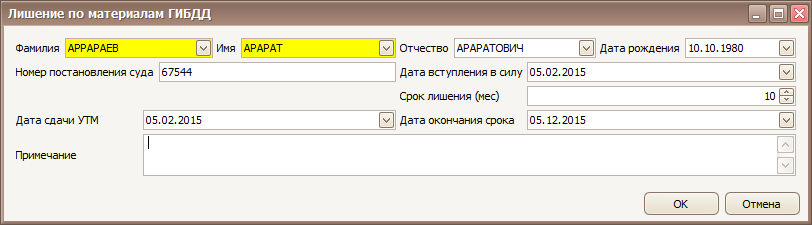 Лишение по материалам ГИБДД
Фамилия АРРАРАЕВ Имя АРАРАТ Отчество АРАРАТОВИЧ Дата рождения 10.10.1980
Номер постановления суда 67544 Дата вступления в силу 05.02.2015
Срок лишения (мес) 10
Дата сдачи УТМ 05.02.2015 Дата окончания срока 05.12.2015
Примечание
ОК Отмена